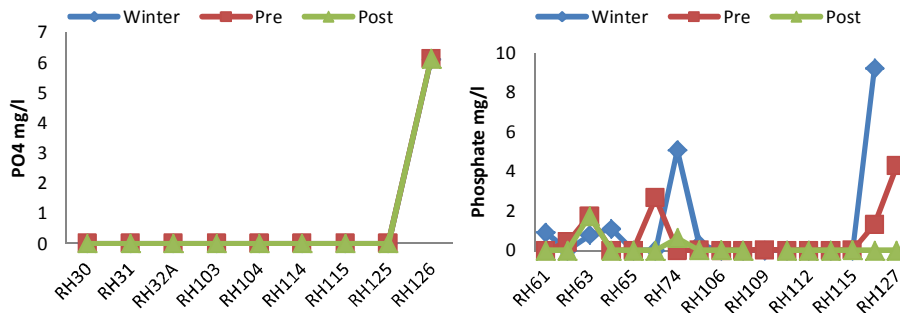 Winter Pre Post
PO4 mg/l
7
6
5
4
3
2
1
0
RH30 RH31 RH32A RH103 RH104 RH114 RH115 RH125 RH126
Winter Pre Post
Phosphate mg/l
10
8
6
4
2
0
RH61 RH63 RH65 RH74 RH106 RH109 RH112 RH115 RH127